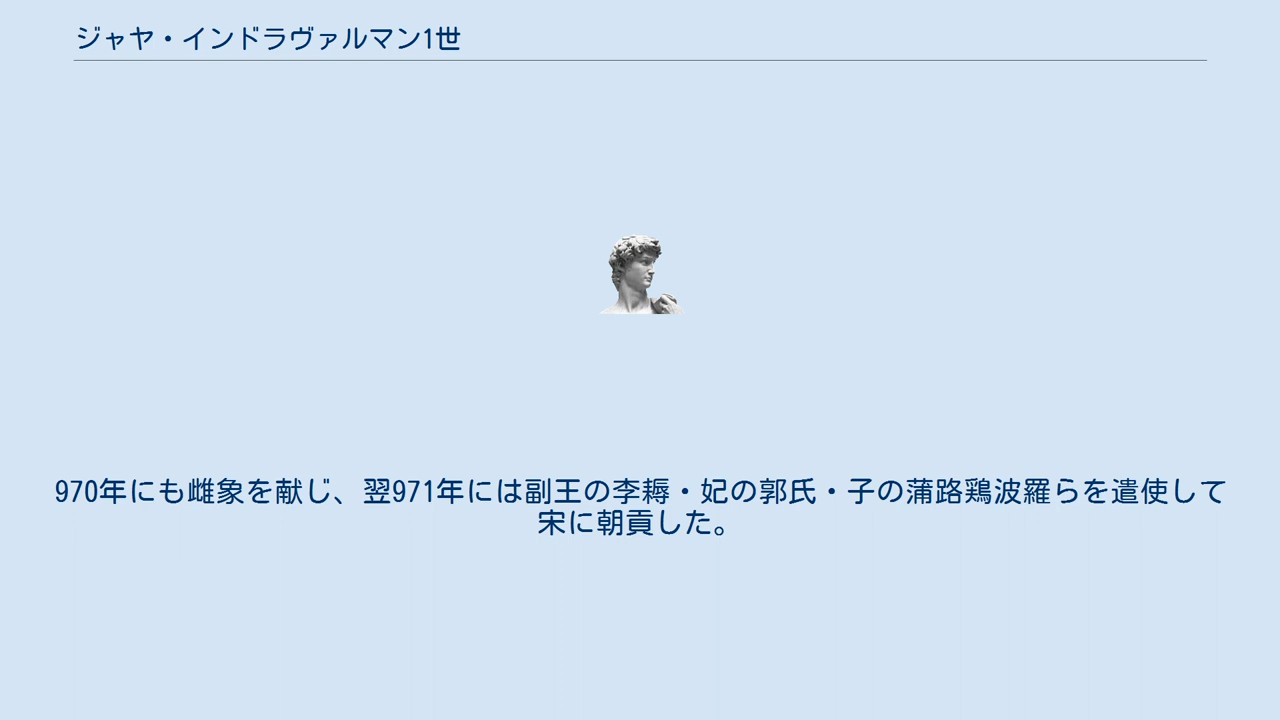 ジャヤ・インドラヴァルマン1世
970年にも雌象を献じ、翌971年には副王の李耨・妃の郭氏・子の蒲路鶏波羅らを遣使して
宋に朝貢した。